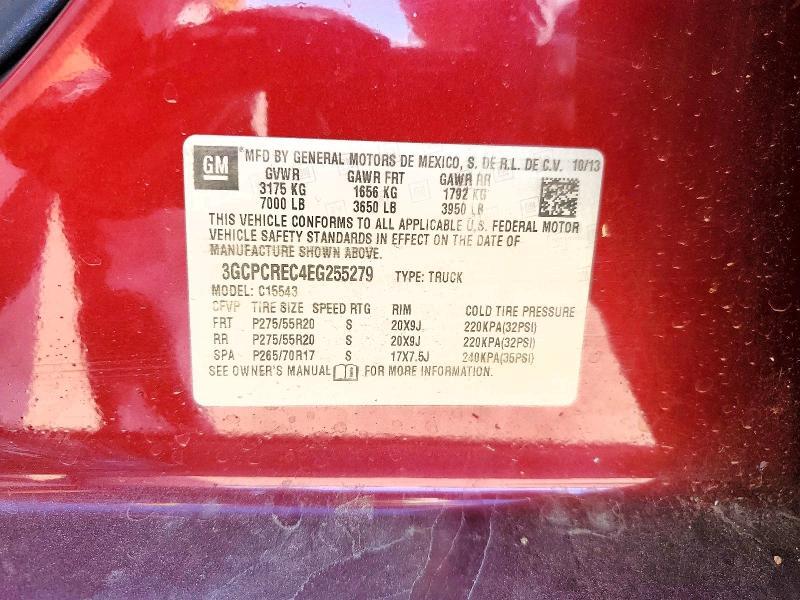 GM MFD BY GENERAL MOTORS DE MEXICO, S. DE R.L. DE C.V. 10/13
GVWR GAWR FRT GAWR RR
3175 KG 1656 KG 1792 KG
7000 LB 3650 LB 3950 LB
THIS VEHICLE CONFORMS TO ALL APPLICABLE U.S. FEDERAL MOTOR
VEHICLE SAFETY STANDARDS IN EFFECT ON THE DATE OF
MANUFACTURE SHOWN ABOVE.
3GCPCREC4EG255279 TYPE: TRUCK
MODEL: C15543
CFVP TIRE SIZE SPEED RTG RIM COLD TIRE PRESSURE
FRT P275/55R20 S 20X9J 220KPA(32PSI)
RR P275/55R20 S 20X9J 220KPA(32PSI)
SPA P265/70R17 S 17X7.5J 240KPA(35PSI)
SEE OWNER'S MANUAL FOR MORE INFORMATION.